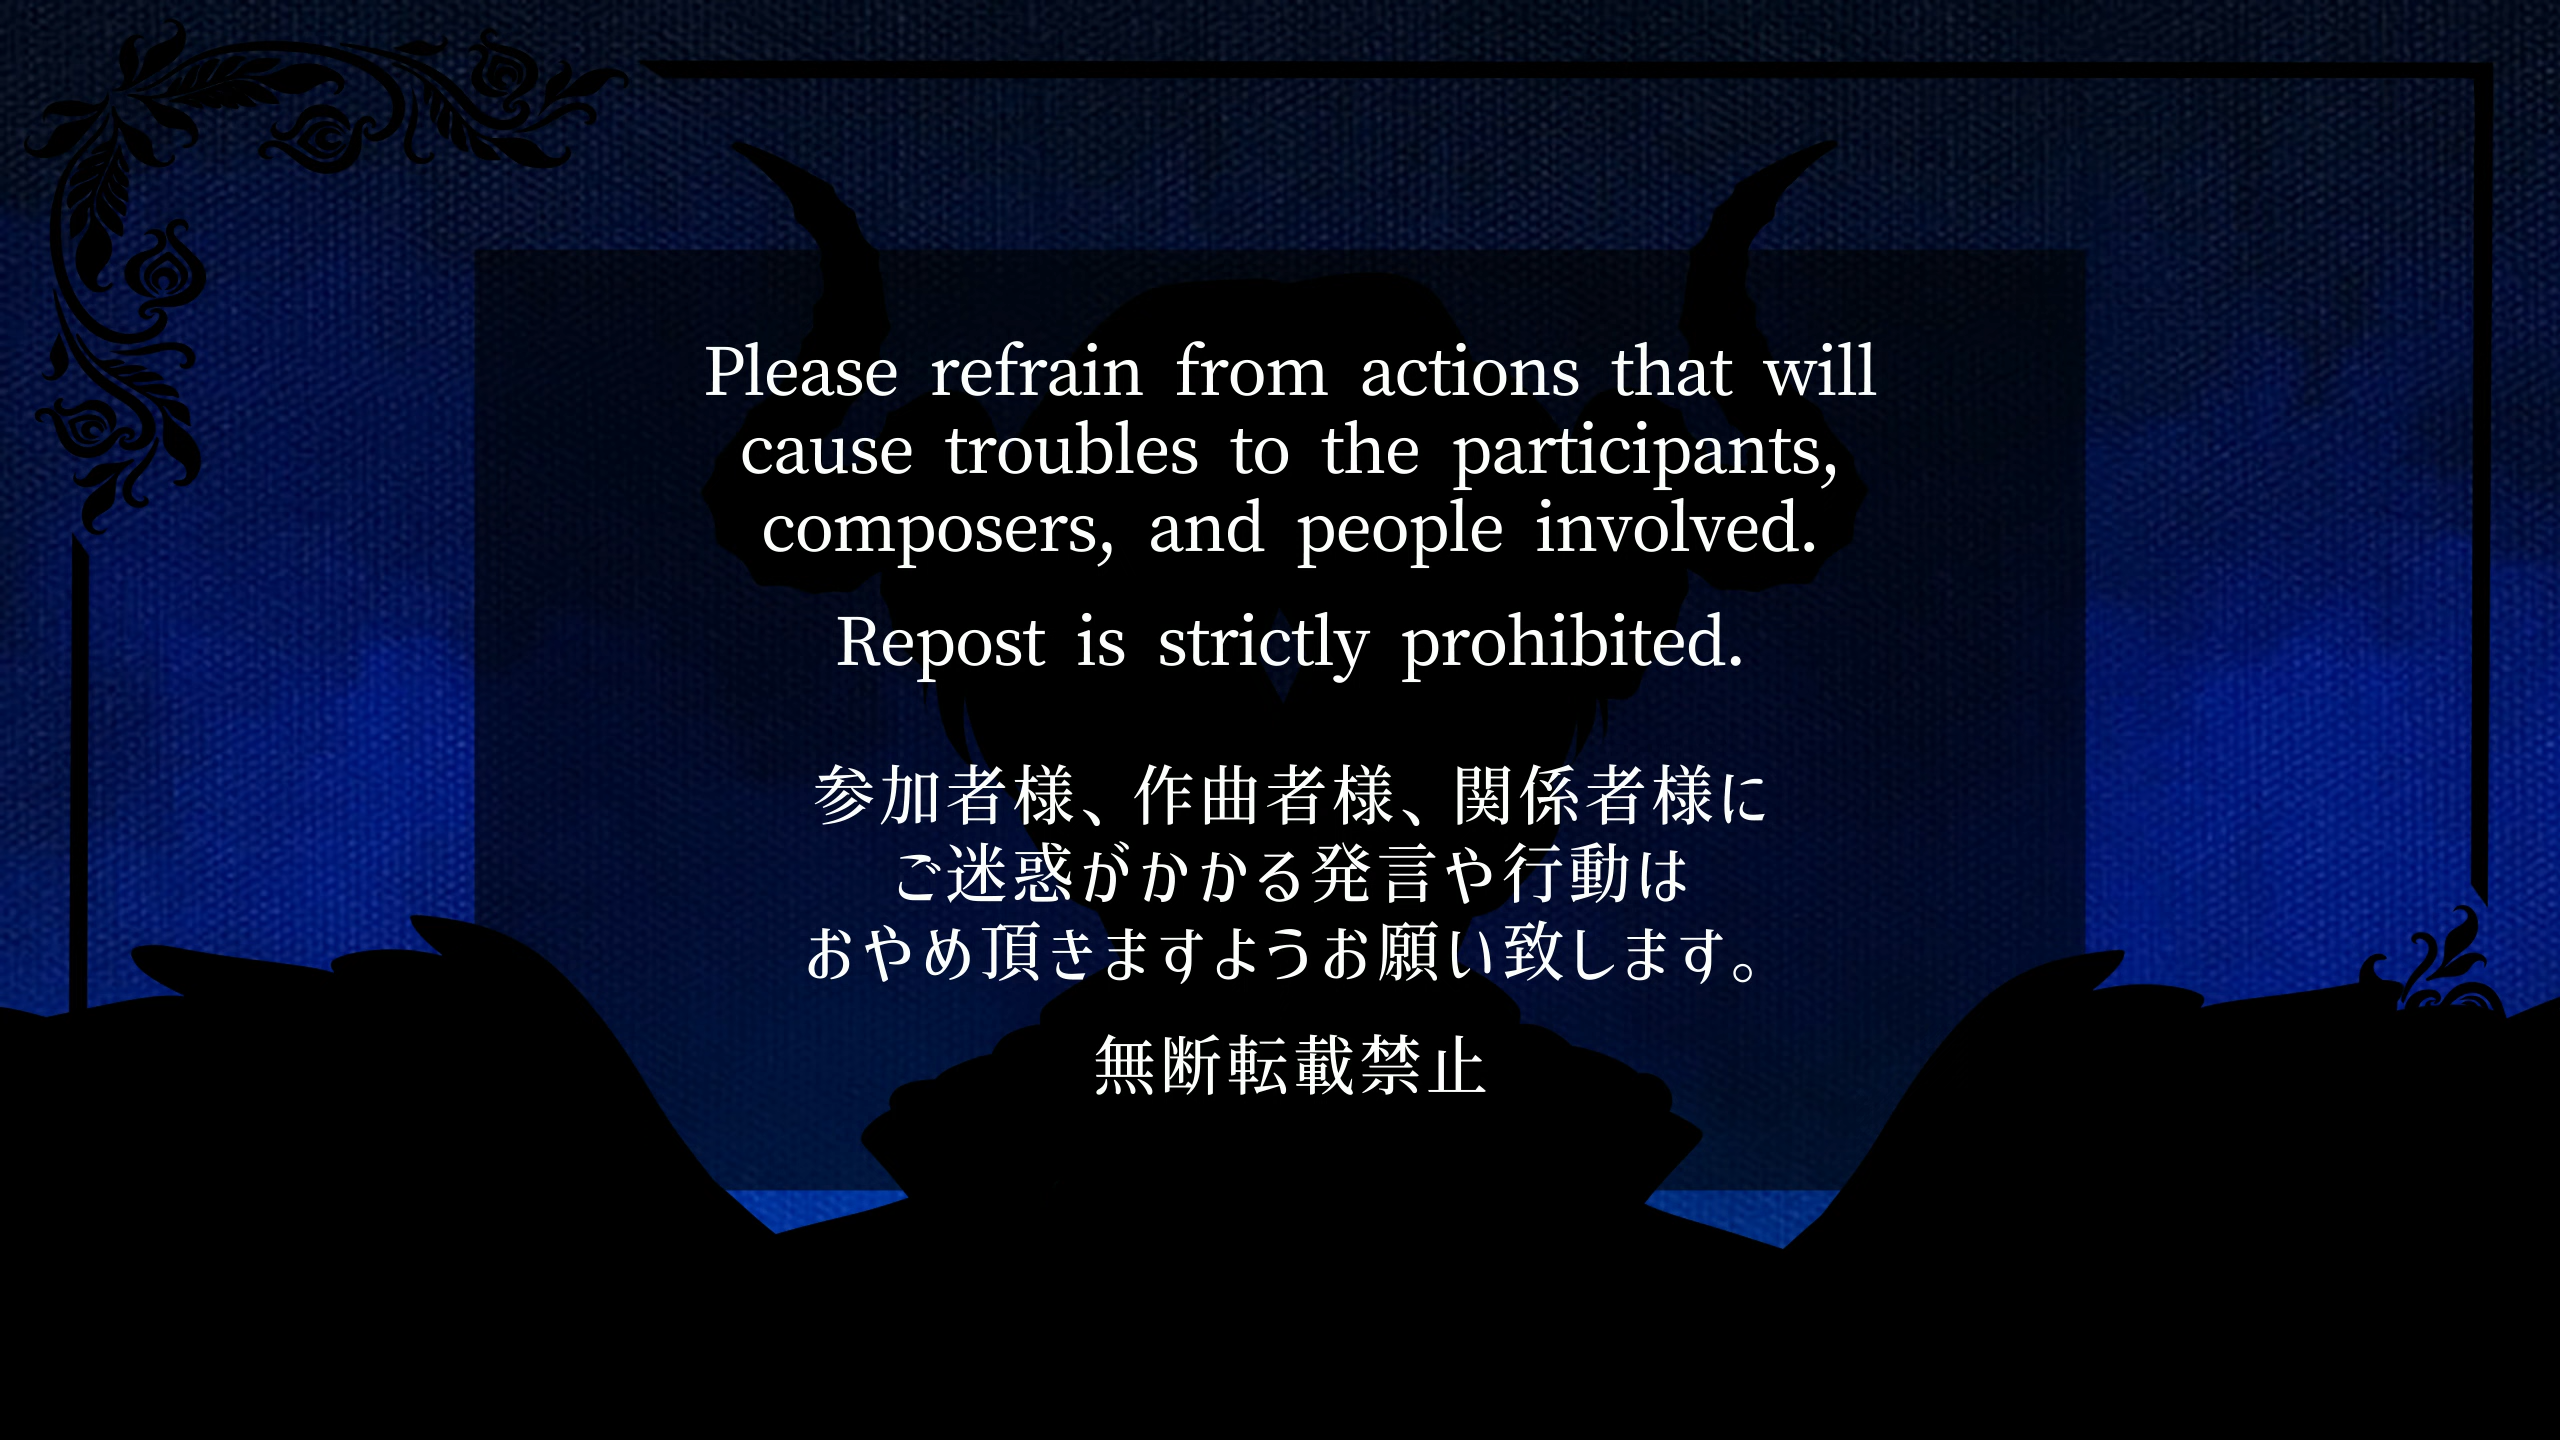 Please refrain from actions that will
cause troubles to the participants,
composers, and people involved.
Repost is strictly prohibited.
参加者様、作曲者様、関係者様に
ご迷惑がかかる発言や行動は
おやめ頂きますようお願い致します。
無断転載禁止